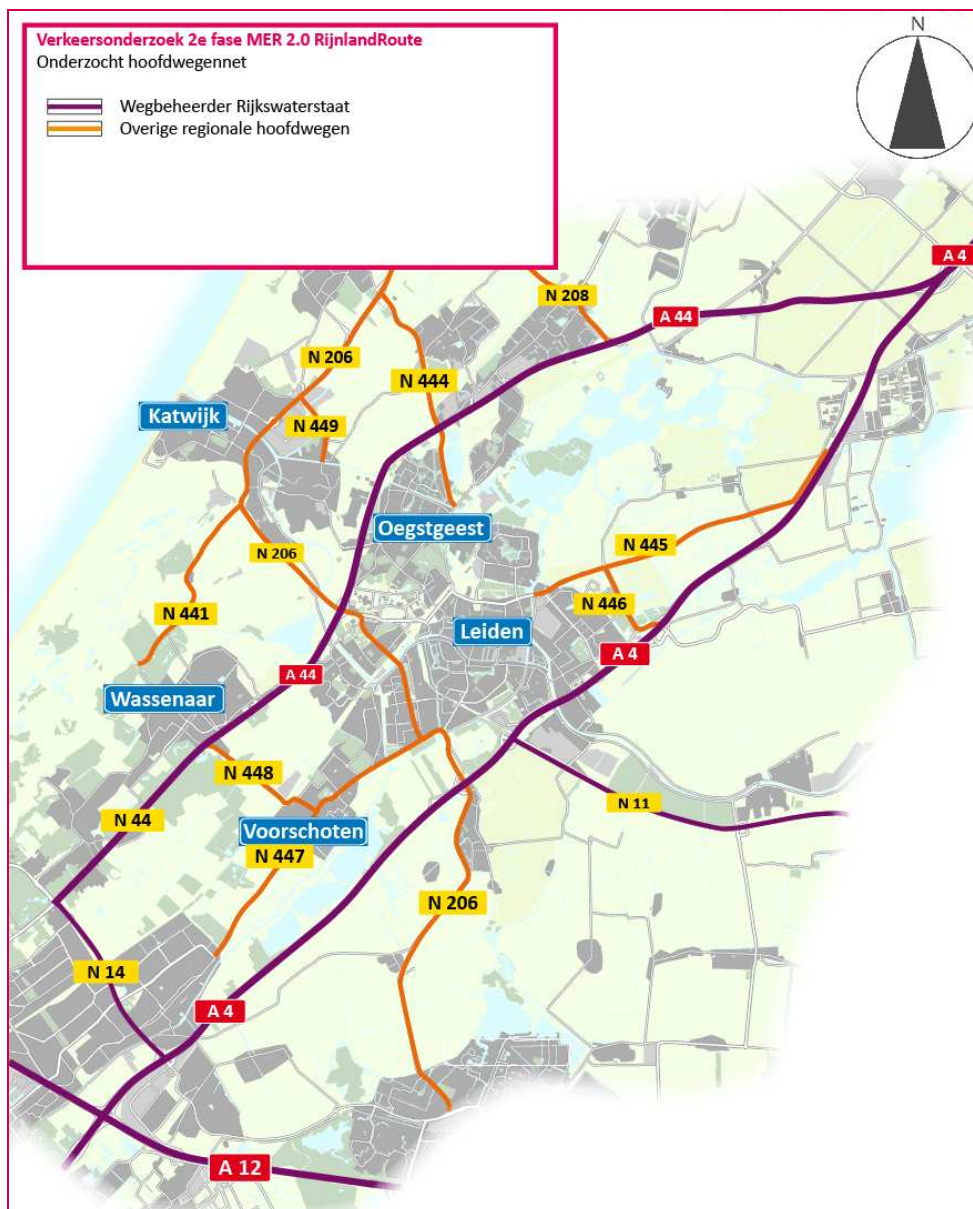 Verkeersonderzoek 2e fase MER 2.0 RijnlandRoute
Onderzocht hoofdwegennet
Wegbeheerder Rijkswaterstaat
Overige regionale hoofdwegen
N
A 4
N 208
A 44
N 206
N 444
Katwijk
N 449
Oegstgeest
N 206
N 445
N 441
N 446
Leiden
A 4
A 44
Wassenaar
N 448
N 11
N 44
Voorschoten
N 447
N 206
N 14
A 4
A 12